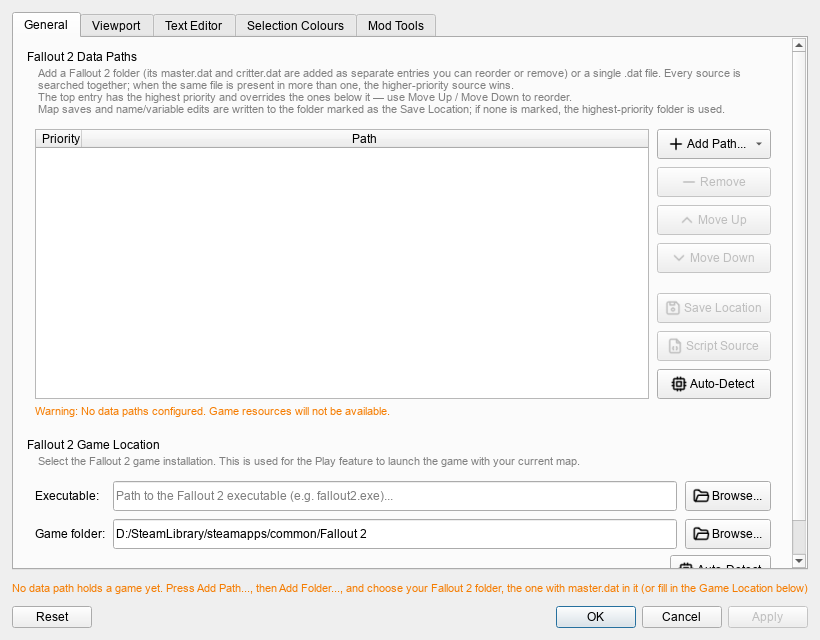 General
Viewport
Text Editor
Selection Colours
Mod Tools
Fallout 2 Data Paths
Add a Fallout 2 folder (its master.dat and critter.dat are added as separate entries you can reorder or remove) or a single .dat file. Every source is
searched together; when the same file is present in more than one, the higher-priority source wins.
The top entry has the highest priority and overrides the ones below it — use Move Up / Move Down to reorder.
Map saves and name/variable edits are written to the folder marked as the Save Location; if none is marked, the highest-priority folder is used.
Priority
Path
Add Path...
Remove
Move Up
Move Down
Save Location
Script Source
Auto-Detect
Warning: No data paths configured. Game resources will not be available.
Fallout 2 Game Location
Select the Fallout 2 game installation. This is used for the Play feature to launch the game with your current map.
Executable:
Path to the Fallout 2 executable (e.g. fallout2.exe)...
Browse...
Game folder:
D:/SteamLibrary/steamapps/common/Fallout 2
Browse...
Auto-Detect
No data path holds a game yet. Press Add Path..., then Add Folder..., and choose your Fallout 2 folder, the one with master.dat in it (or fill in the Game Location below)
Reset
OK
Cancel
Apply